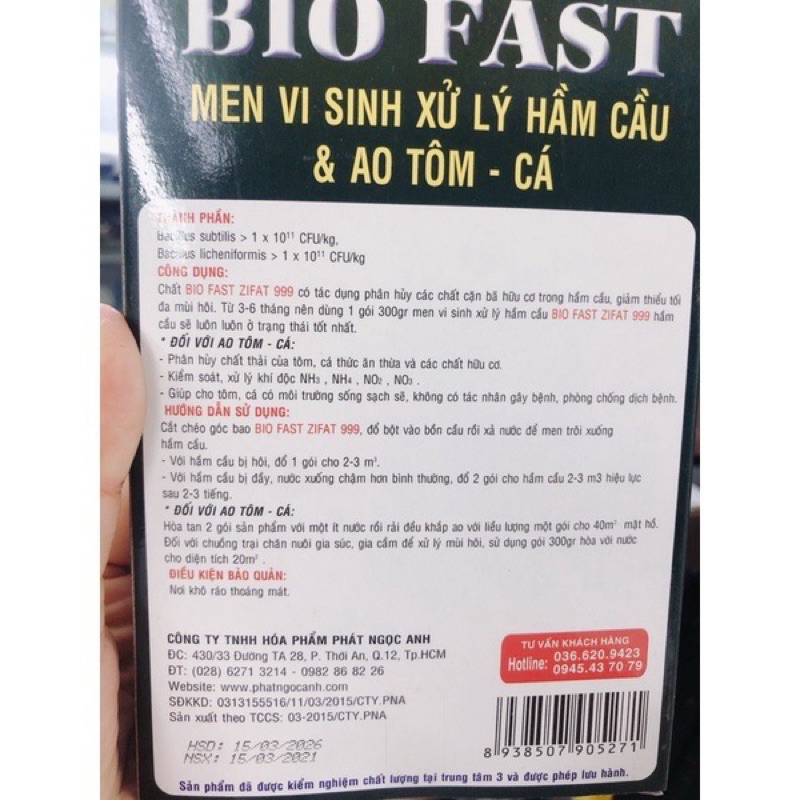 BIO FAST
MEN VI SINH XỬ LÝ HẦM CẦU
& AO TÔM - CÁ
THÀNH PHẦN:
Bacillus subtilis > 1 x 10¹¹ CFU/kg,
Bacillus licheniformis > 1 x 10¹¹ CFU/kg
CÔNG DỤNG:
Chất BIO FAST ZIFAT 999 có tác dụng phân hủy các chất cặn bã hữu cơ trong hầm cầu, giảm thiểu tối
đa mùi hôi. Từ 3-6 tháng nên dùng 1 gói 300gr men vi sinh xử lý hầm cầu BIO FAST ZIFAT 999 hầm
cầu sẽ luôn luôn ở trạng thái tốt nhất.
* ĐỐI VỚI AO TÔM - CÁ:
- Phân hủy chất thải của tôm, cá thức ăn thừa và các chất hữu cơ.
- Kiểm soát, xử lý khí độc NH₃ , NH₄ , NO₂ , NO₃ .
- Giúp cho tôm, cá có môi trường sống sạch sẽ, không có tác nhân gây bệnh, phòng chống dịch bệnh.
HƯỚNG DẪN SỬ DỤNG:
Cắt chéo góc bao BIO FAST ZIFAT 999, đổ bột vào bồn cầu rồi xả nước để men trôi xuống
hầm cầu.
- Với hầm cầu bị hôi, đổ 1 gói cho 2-3 m³.
- Với hầm cầu bị đầy, nước xuống chậm hơn bình thường, đổ 2 gói cho hầm cầu 2-3 m3 hiệu lực
sau 2-3 tiếng.
* ĐỐI VỚI AO TÔM - CÁ:
Hòa tan 2 gói sản phẩm với một ít nước rồi rải đều khắp ao với liều lượng một gói cho 40m² mặt hồ.
Đối với chuồng trại chăn nuôi gia súc, gia cầm để xử lý mùi hôi, sử dụng gói 300gr hòa với nước
cho diện tích 20m² .
ĐIỀU KIỆN BẢO QUẢN:
Nơi khô ráo thoáng mát.
CÔNG TY TNHH HÓA PHẨM PHÁT NGỌC ANH
ĐC: 430/33 Đường TA 28, P. Thới An, Q.12, Tp.HCM
ĐT: (028) 6271 3214 - 0982 86 82 26
Website: www.phatngocanh.com
SĐKKD: 0313155516/11/03/2015/CTY.PNA
Sản xuất theo TCCS: 03-2015/CTY.PNA
TƯ VẤN KHÁCH HÀNG
Hotline: 036.620.9423
0945.43 70 79
HSD: 15/03/2026
NSX: 15/03/2021
8 938507 905271
Sản phẩm đã được kiểm nghiệm chất lượng tại trung tâm 3 và được phép lưu hành.